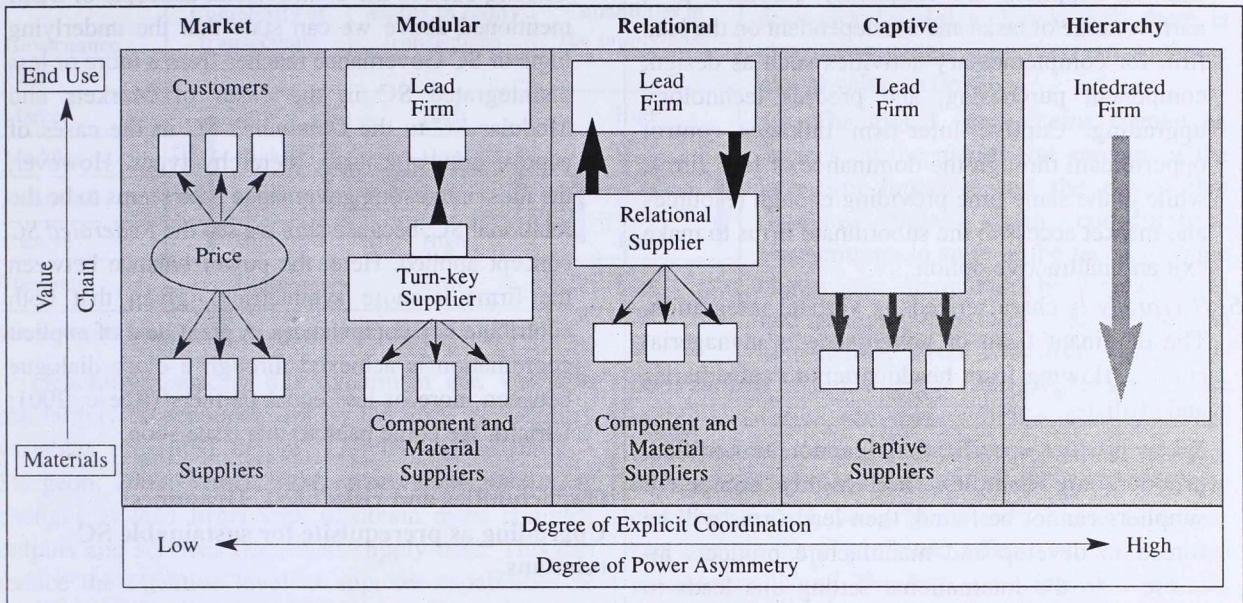 Market
Modular
Relational
Captive
Hierarchy
End Use
Value
Chain
Materials
Customers
Price
Suppliers
Lead
Firm
Turn-key
Supplier
Component and
Material
Suppliers
Lead
Firm
Relational
Supplier
Component and
Material
Suppliers
Lead
Firm
Captive
Suppliers
Intedrated
Firm
Degree of Explicit Coordination
Low
High
Degree of Power Asymmetry